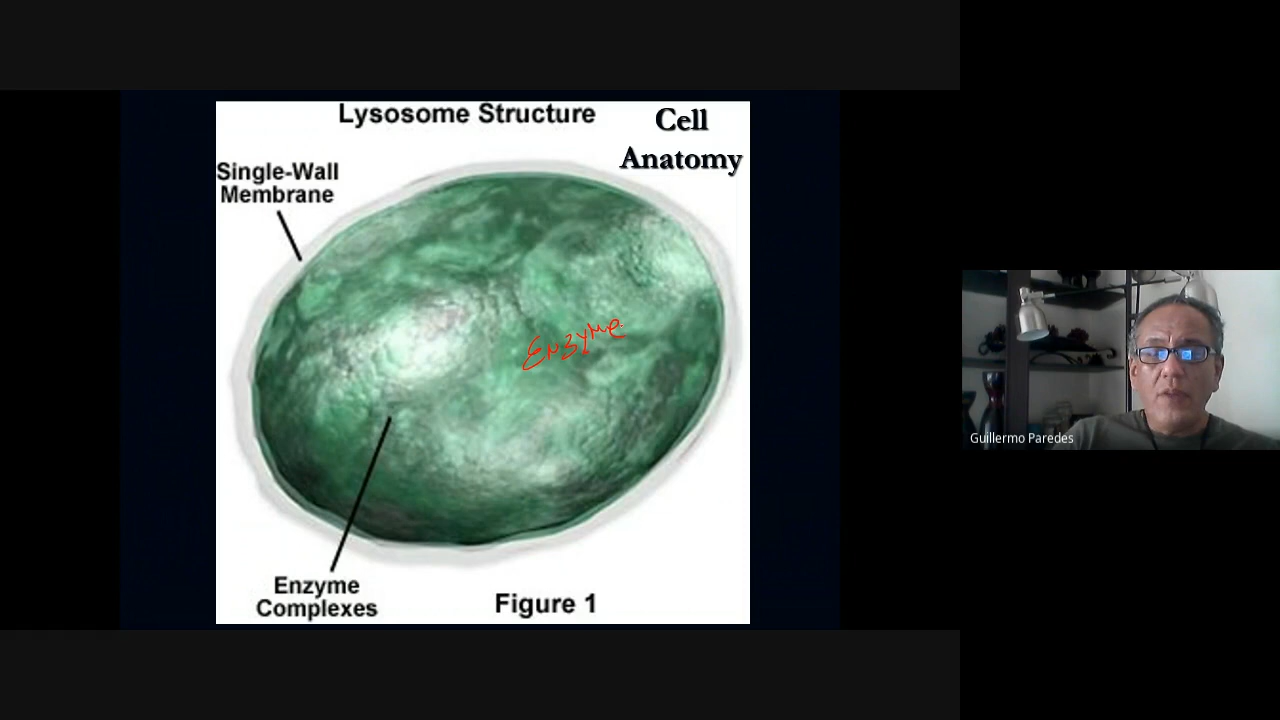 Lysosome Structure
Cell
Anatomy
Single-Wall
Membrane
Enzyme
Enzyme
Complexes
Figure 1
Guillermo Paredes